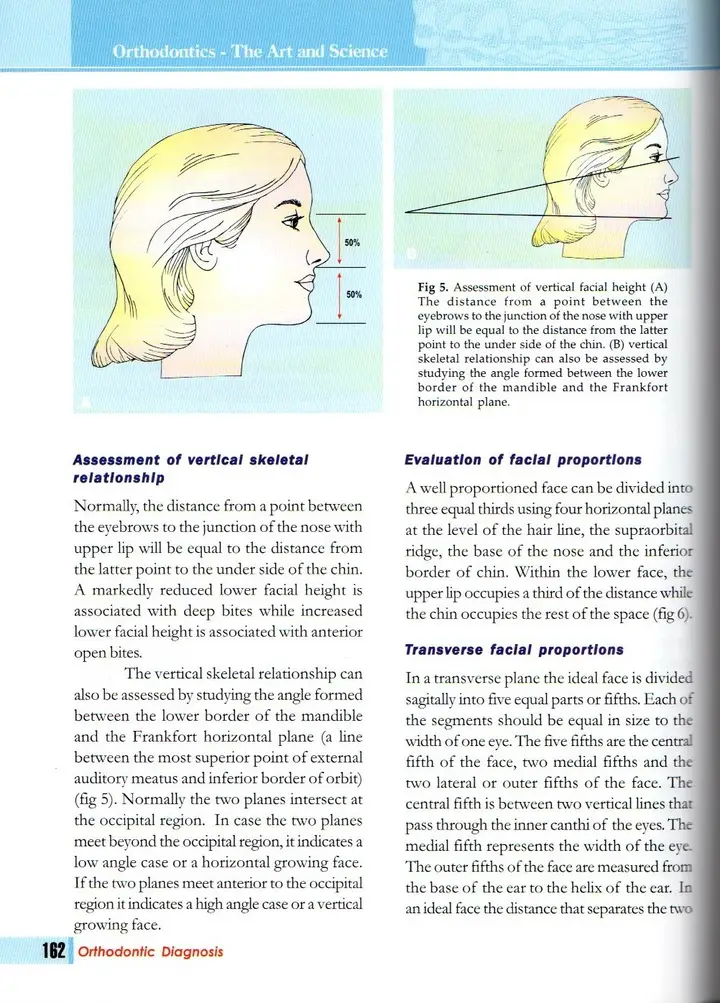 Orthodontics - The Art and Science
50%
50%
A
B
Fig 5. Assessment of vertical facial height (A)
The distance from a point between the
eyebrows to the junction of the nose with upper
lip will be equal to the distance from the latter
point to the under side of the chin. (B) vertical
skeletal relationship can also be assessed by
studying the angle formed between the lower
border of the mandible and the Frankfort
horizontal plane.
Assessment of vertical skeletal
relationship
Normally, the distance from a point between
the eyebrows to the junction of the nose with
upper lip will be equal to the distance from
the latter point to the under side of the chin.
A markedly reduced lower facial height is
associated with deep bites while increased
lower facial height is associated with anterior
open bites.
The vertical skeletal relationship can
also be assessed by studying the angle formed
between the lower border of the mandible
and the Frankfort horizontal plane (a line
between the most superior point of external
auditory meatus and inferior border of orbit)
(fig 5). Normally the two planes intersect at
the occipital region. In case the two planes
meet beyond the occipital region, it indicates a
low angle case or a horizontal growing face.
If the two planes meet anterior to the occipital
region it indicates a high angle case or a vertical
growing face.
Evaluation of facial proportions
A well proportioned face can be divided into
three equal thirds using four horizontal planes
at the level of the hair line, the supraorbital
ridge, the base of the nose and the inferior
border of chin. Within the lower face, the
upper lip occupies a third of the distance while
the chin occupies the rest of the space (fig 6).
Transverse facial proportions
In a transverse plane the ideal face is divided
sagitally into five equal parts or fifths. Each of
the segments should be equal in size to the
width of one eye. The five fifths are the central
fifth of the face, two medial fifths and the
two lateral or outer fifths of the face. The
central fifth is between two vertical lines that
pass through the inner canthi of the eyes. The
medial fifth represents the width of the eye.
The outer fifths of the face are measured from
the base of the ear to the helix of the ear. In
an ideal face the distance that separates the two
162 Orthodontic Diagnosis